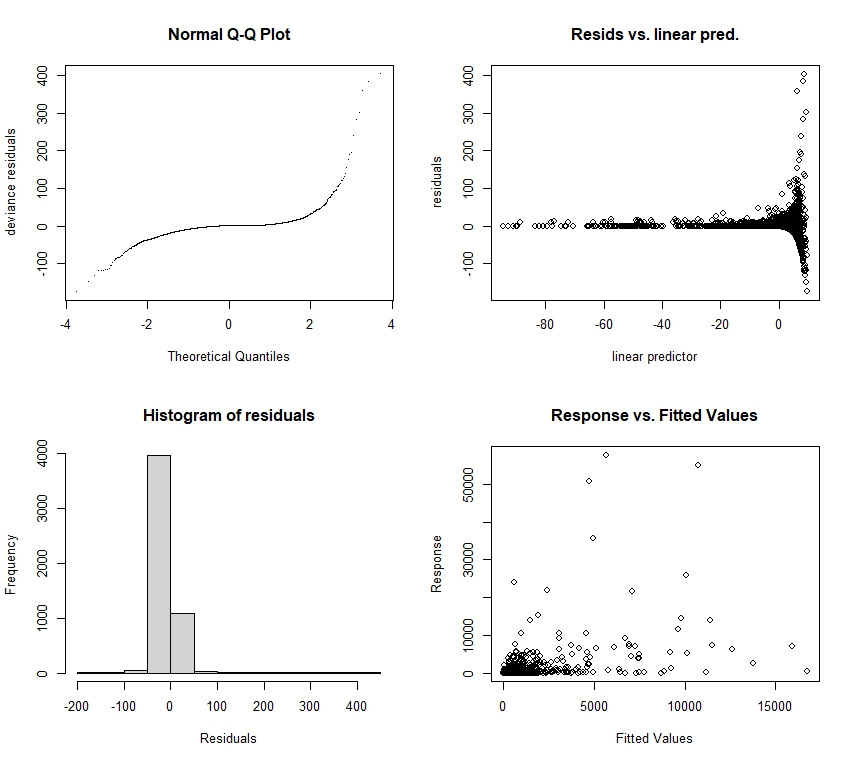 Normal Q-Q Plot
deviance residuals
-100 0 100 200 300 400
-4 -2 0 2 4
Theoretical Quantiles
Resids vs. linear pred.
residuals
-100 0 100 200 300 400
-80 -60 -40 -20 0
linear predictor
Histogram of residuals
Frequency
0 1000 2000 3000 4000
-200 -100 0 100 200 300 400
Residuals
Response vs. Fitted Values
Response
0 10000 30000 50000
0 5000 10000 15000
Fitted Values